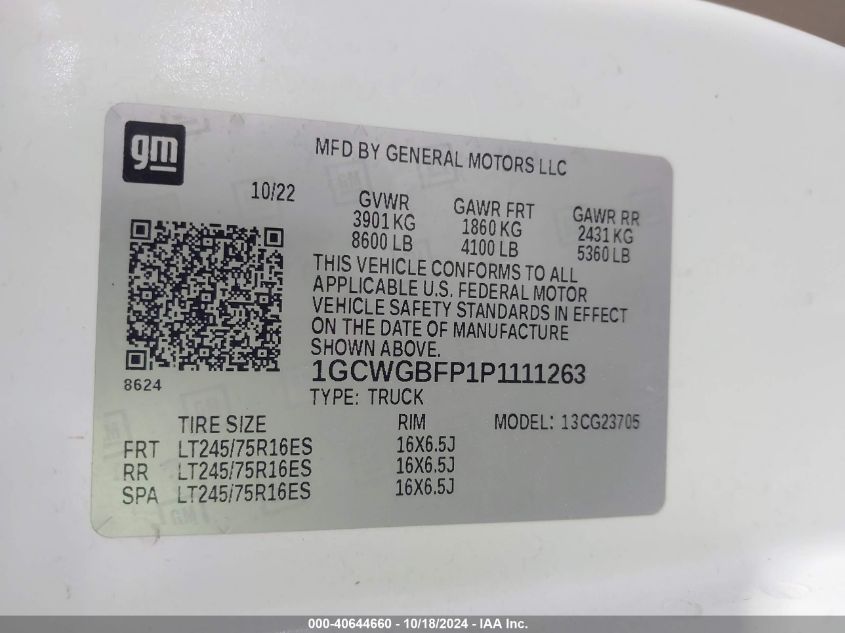 gm
MFD BY GENERAL MOTORS LLC
10/22
GVWR
3901 KG
8600 LB
GAWR FRT
1860 KG
4100 LB
GAWR RR
2431 KG
5360 LB
THIS VEHICLE CONFORMS TO ALL
APPLICABLE U.S. FEDERAL MOTOR
VEHICLE SAFETY STANDARDS IN EFFECT
ON THE DATE OF MANUFACTURE
SHOWN ABOVE.
8624
1GCWGBFP1P1111263
TYPE: TRUCK
TIRE SIZE RIM MODEL: 13CG23705
FRT LT245/75R16ES 16X6.5J
RR LT245/75R16ES 16X6.5J
SPA LT245/75R16ES 16X6.5J
000-40644660 - 10/18/2024 - IAA Inc.